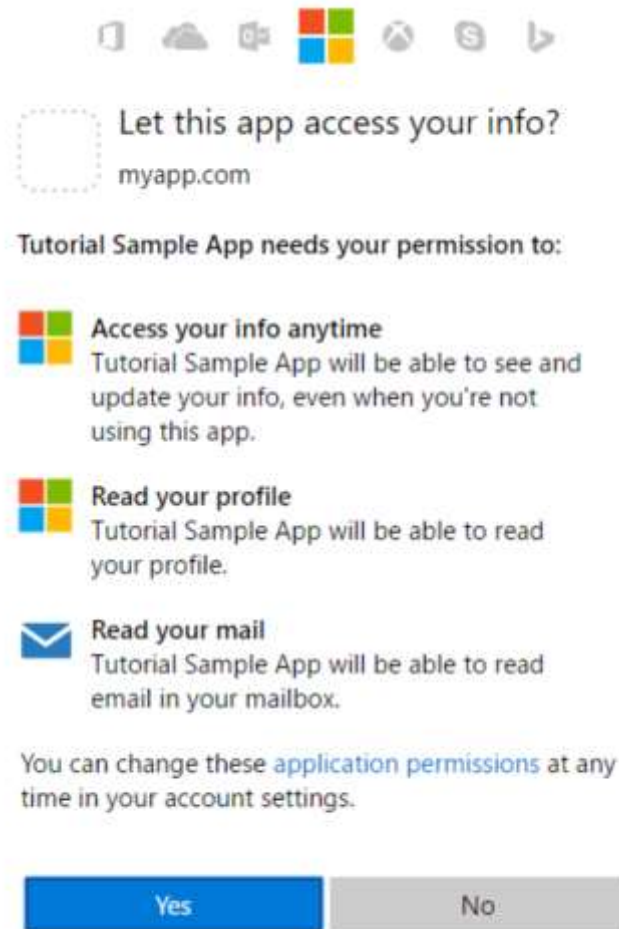 Let this app access your info?
myapp.com
Tutorial Sample App needs your permission to:
Access your info anytime
Tutorial Sample App will be able to see and
update your info, even when you're not
using this app.
Read your profile
Tutorial Sample App will be able to read
your profile.
Read your mail
Tutorial Sample App will be able to read
email in your mailbox.
You can change these application permissions at any
time in your account settings.
Yes
No